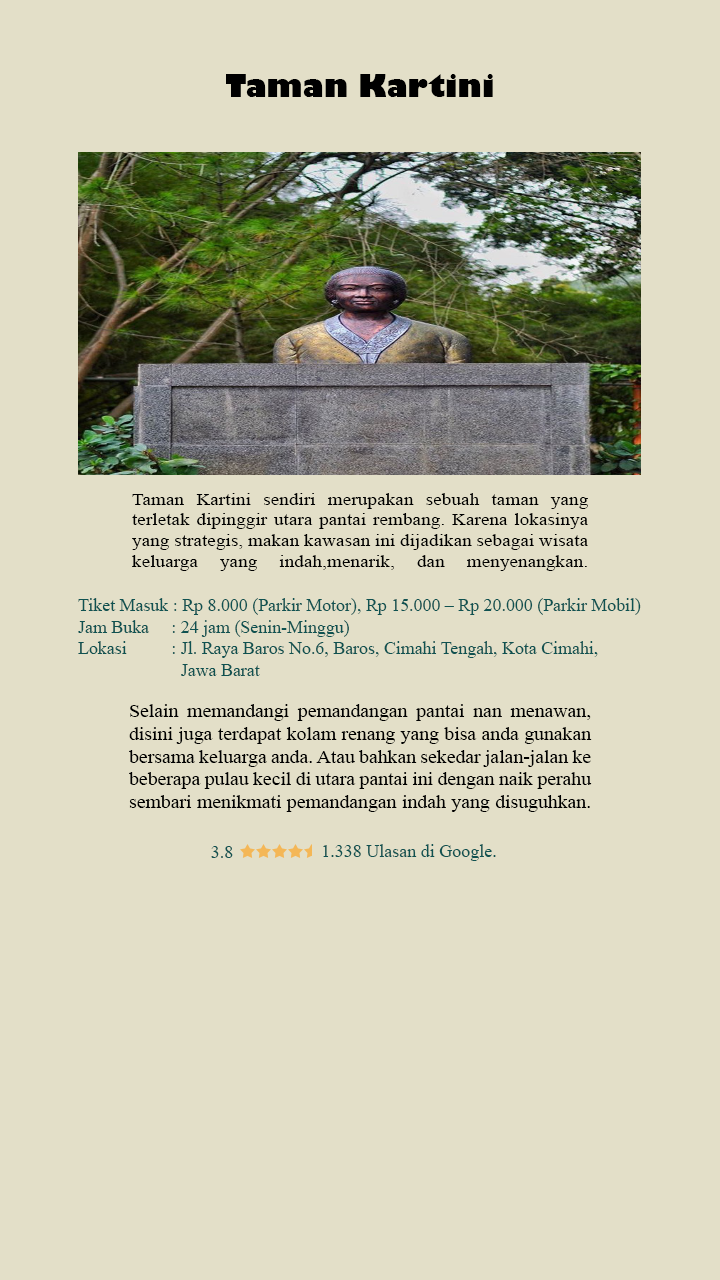 Taman Kartini
Taman Kartini sendiri merupakan sebuah taman yang
terletak dipinggir utara pantai rembang. Karena lokasinya
yang strategis, makan kawasan ini dijadikan sebagai wisata
keluarga yang indah,menarik, dan menyenangkan.
Tiket Masuk : Rp 8.000 (Parkir Motor), Rp 15.000 – Rp 20.000 (Parkir Mobil)
Jam Buka : 24 jam (Senin-Minggu)
Lokasi : Jl. Raya Baros No.6, Baros, Cimahi Tengah, Kota Cimahi,
Jawa Barat
Selain memandangi pemandangan pantai nan menawan,
disini juga terdapat kolam renang yang bisa anda gunakan
bersama keluarga anda. Atau bahkan sekedar jalan-jalan ke
beberapa pulau kecil di utara pantai ini dengan naik perahu
sembari menikmati pemandangan indah yang disuguhkan.
3.8 1.338 Ulasan di Google.